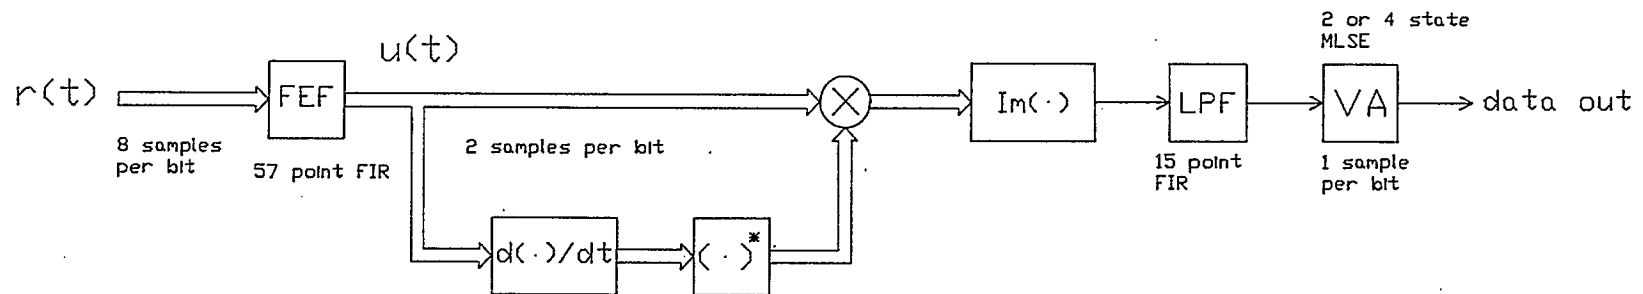 2 or 4 state
MLSE
u(t)
r(t)
FEF
Im(·)
LPF
VA
data out
8 samples
per bit
57 point FIR
2 samples per bit
15 point
FIR
1 sample
per bit
d(·)/dt
(·)*